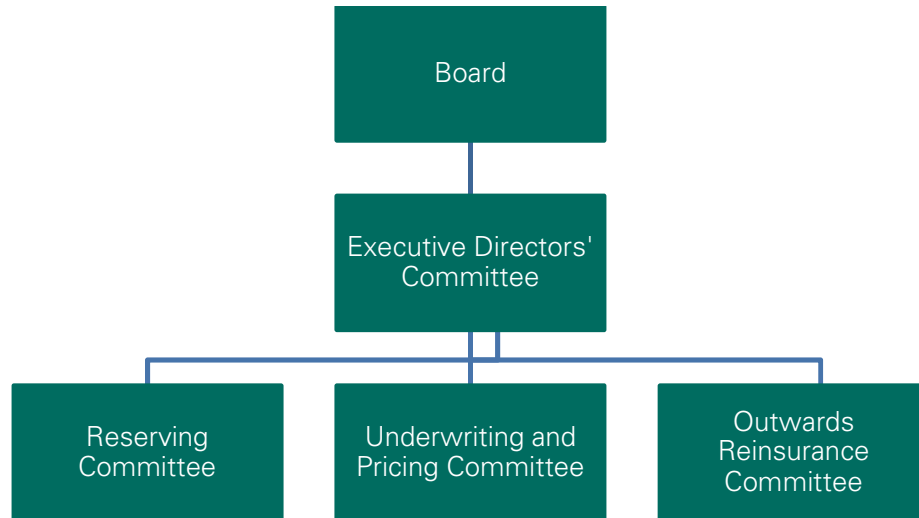 Board
Executive Directors'
Committee
Reserving
Committee
Underwriting and
Pricing Committee
Outwards
Reinsurance
Committee